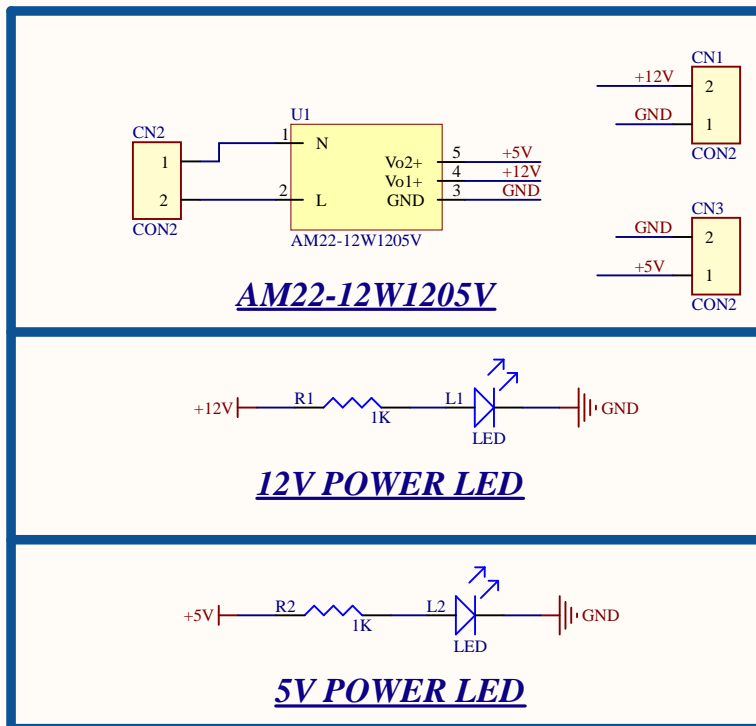 CN1
+12V
2
GND
1
CON2
U1
CN2
1
2
CON2
1
N
2
L
Vo2+
5
+5V
Vo1+
4
+12V
GND
3
GND
AM22-12W1205V
CN3
GND
2
+5V
1
CON2
AM22-12W1205V
+12V
R1
1K
L1
LED
GND
12V POWER LED
+5V
R2
1K
L2
LED
GND
5V POWER LED